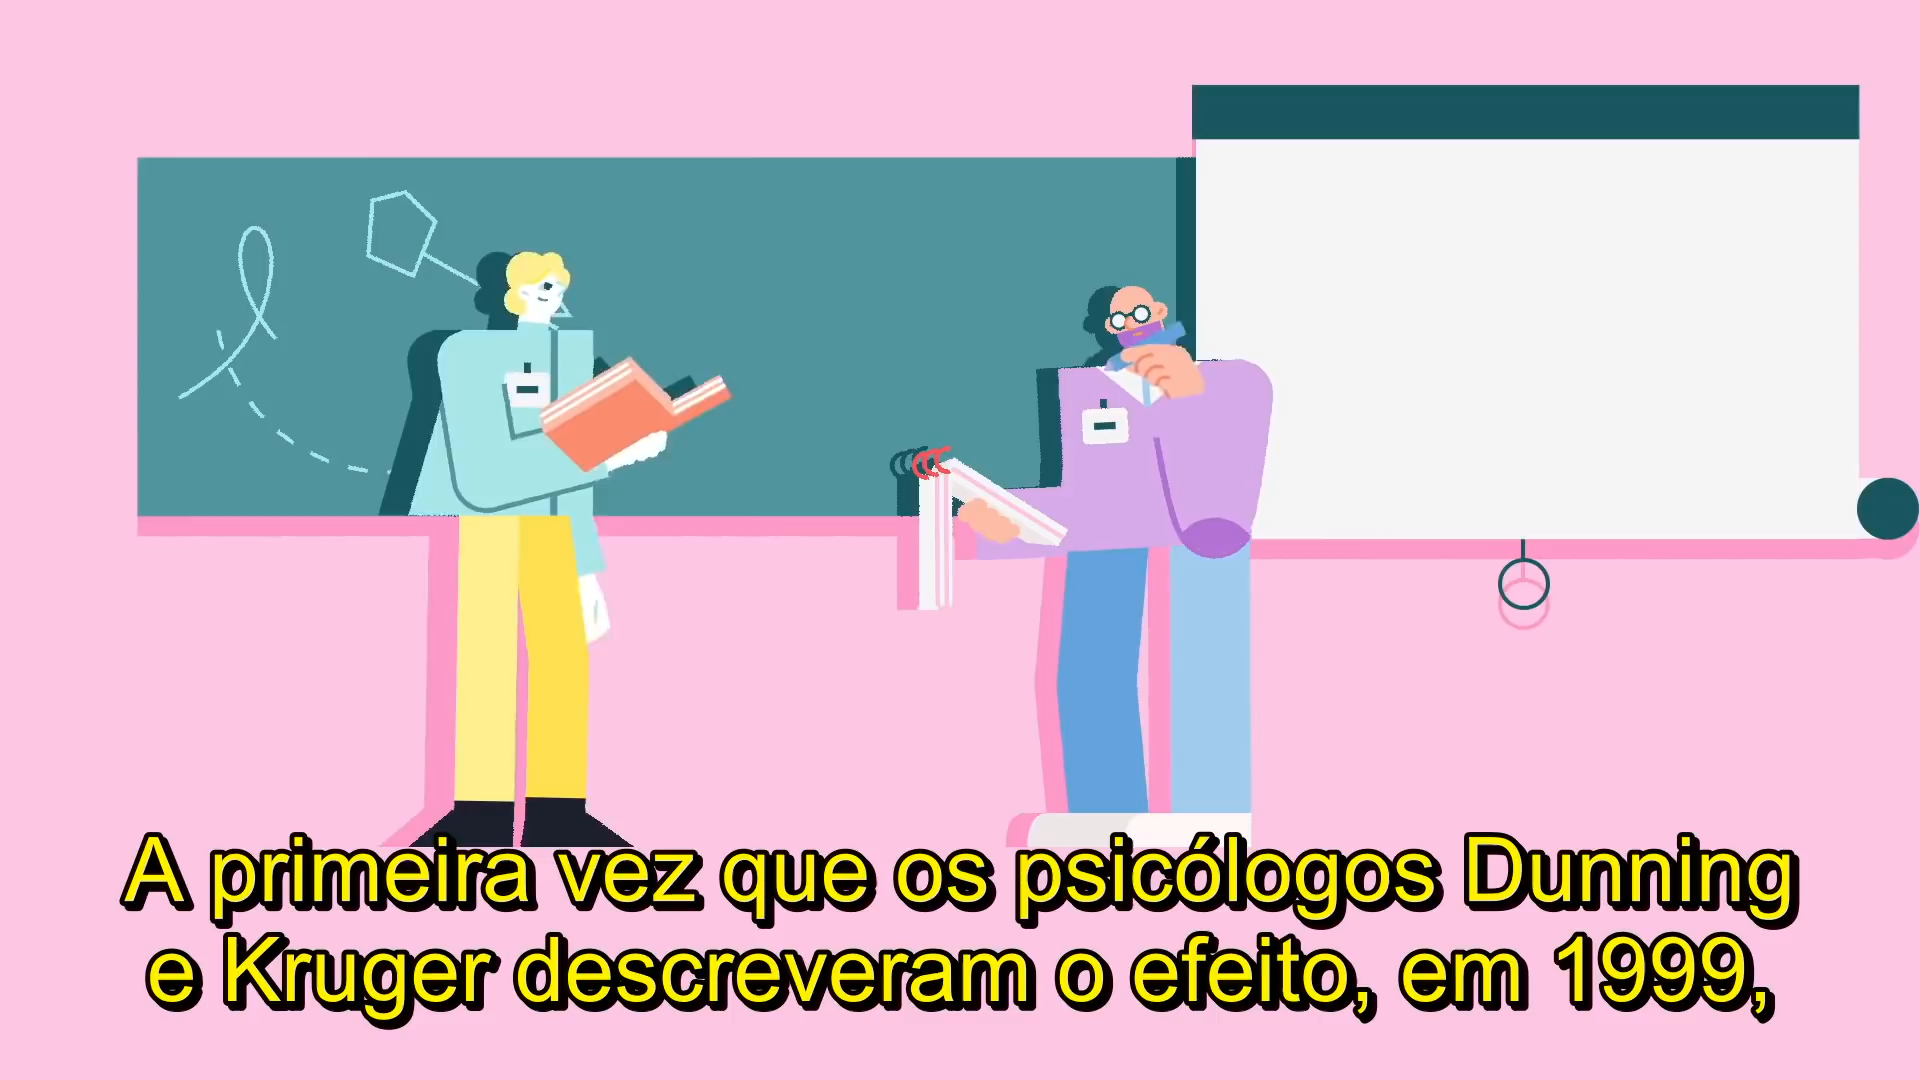 A primeira vez que os psicólogos Dunning
e Kruger descreveram o efeito, em 1999,